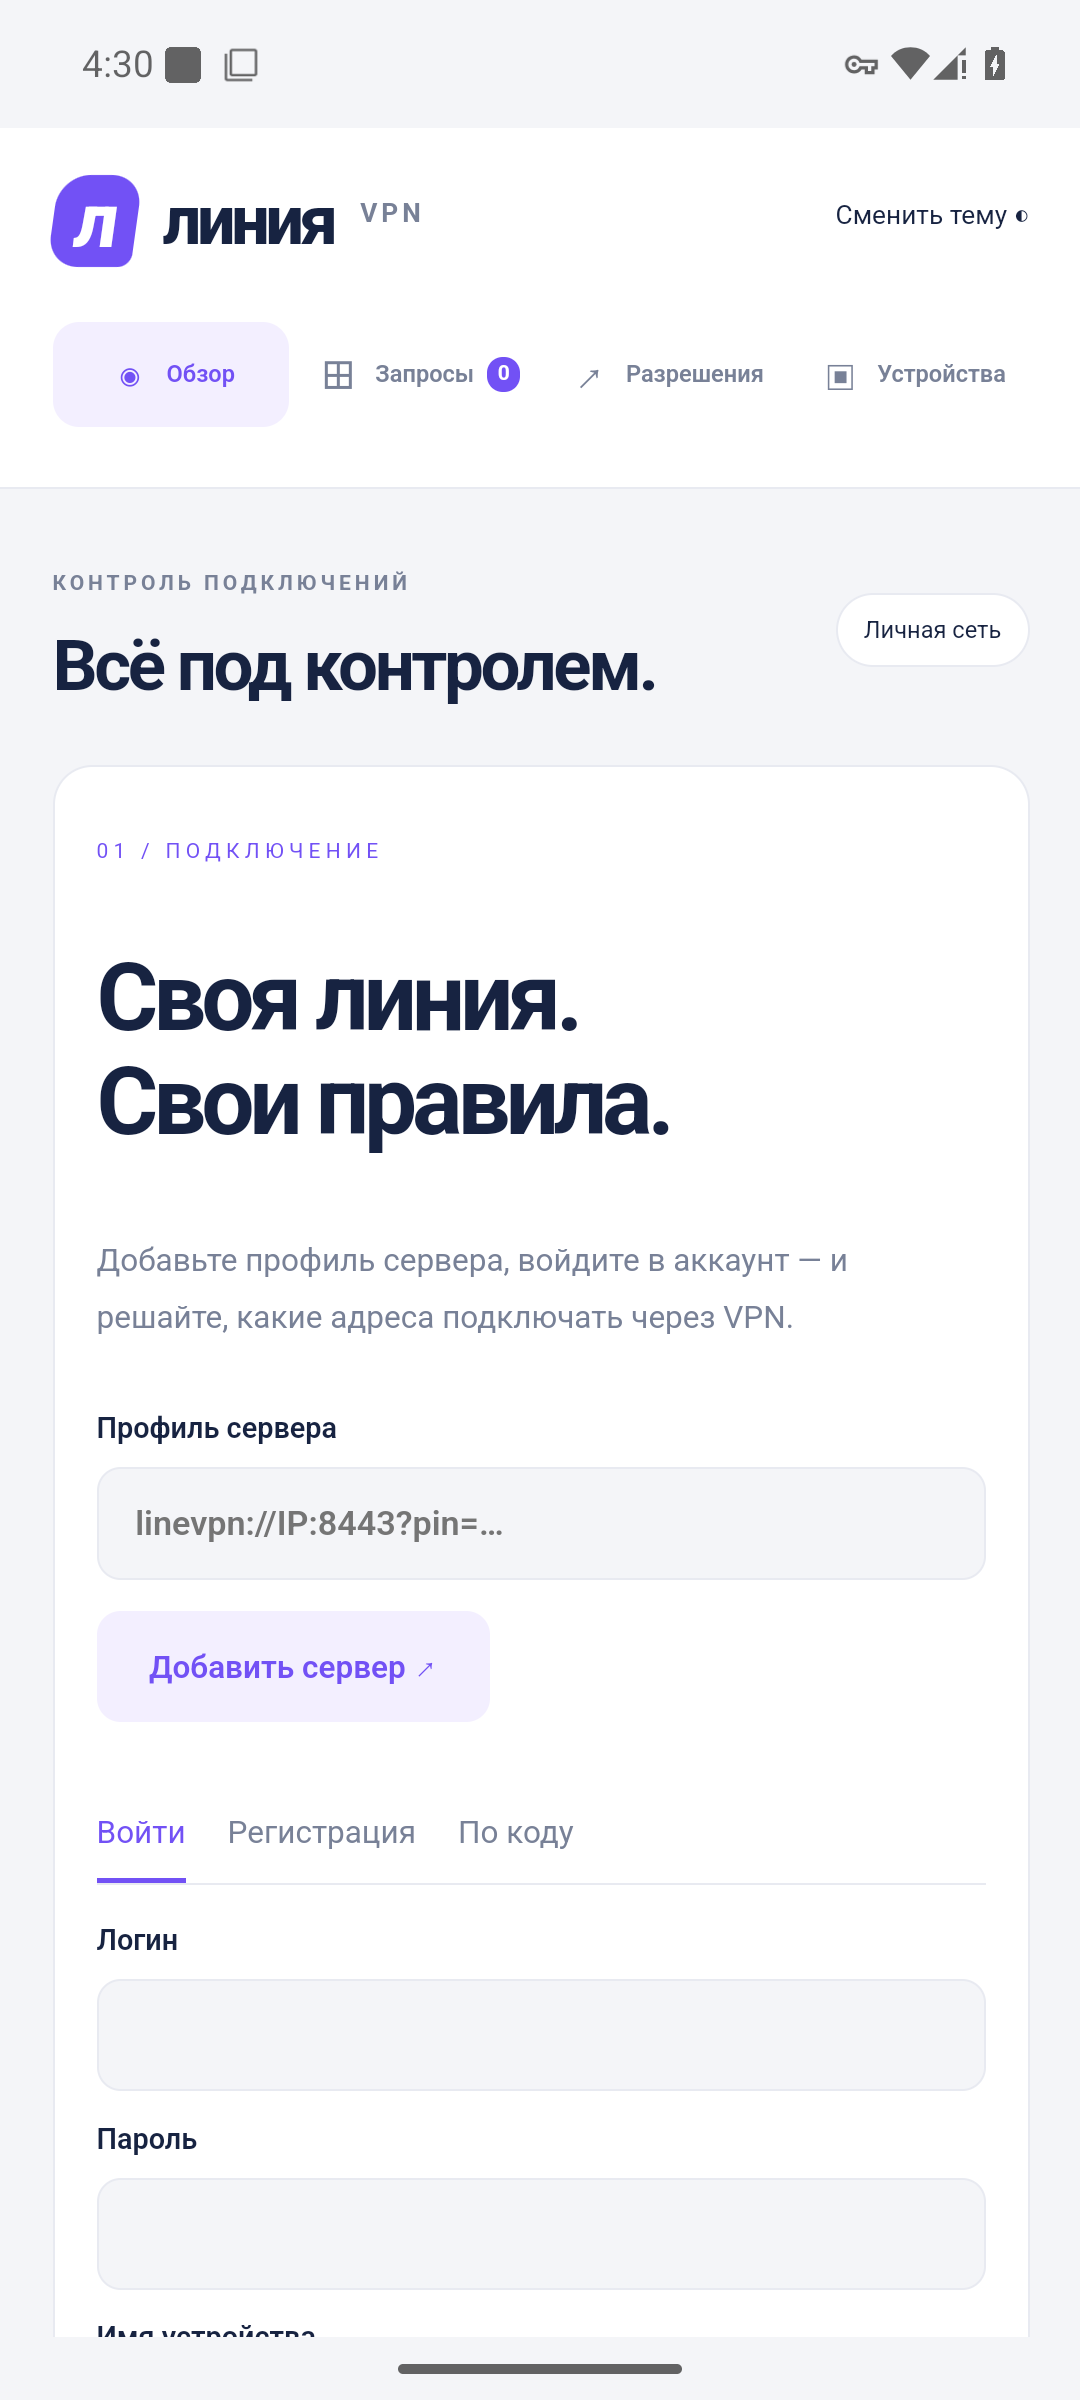 4:30
Л линия VPN
Сменить тему
Обзор
Запросы 0
Разрешения
Устройства
КОНТРОЛЬ ПОДКЛЮЧЕНИЙ
Всё под контролем.
Личная сеть
01 / ПОДКЛЮЧЕНИЕ
Своя линия.
Свои правила.
Добавьте профиль сервера, войдите в аккаунт — и
решайте, какие адреса подключать через VPN.
Профиль сервера
linevpn://IP:8443?pin=…
Добавить сервер ↗
Войти
Регистрация
По коду
Логин
Пароль
Имя устройства